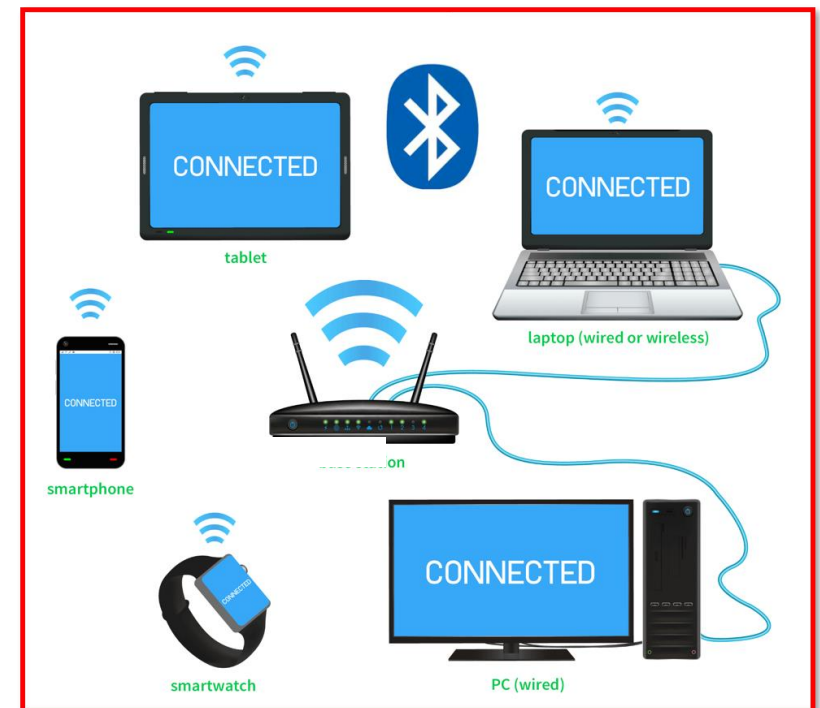 CONNECTED
tablet
CONNECTED
laptop (wired or wireless)
CONNECTED
smartphone
CONNECTED
smartwatch
CONNECTED
PC (wired)